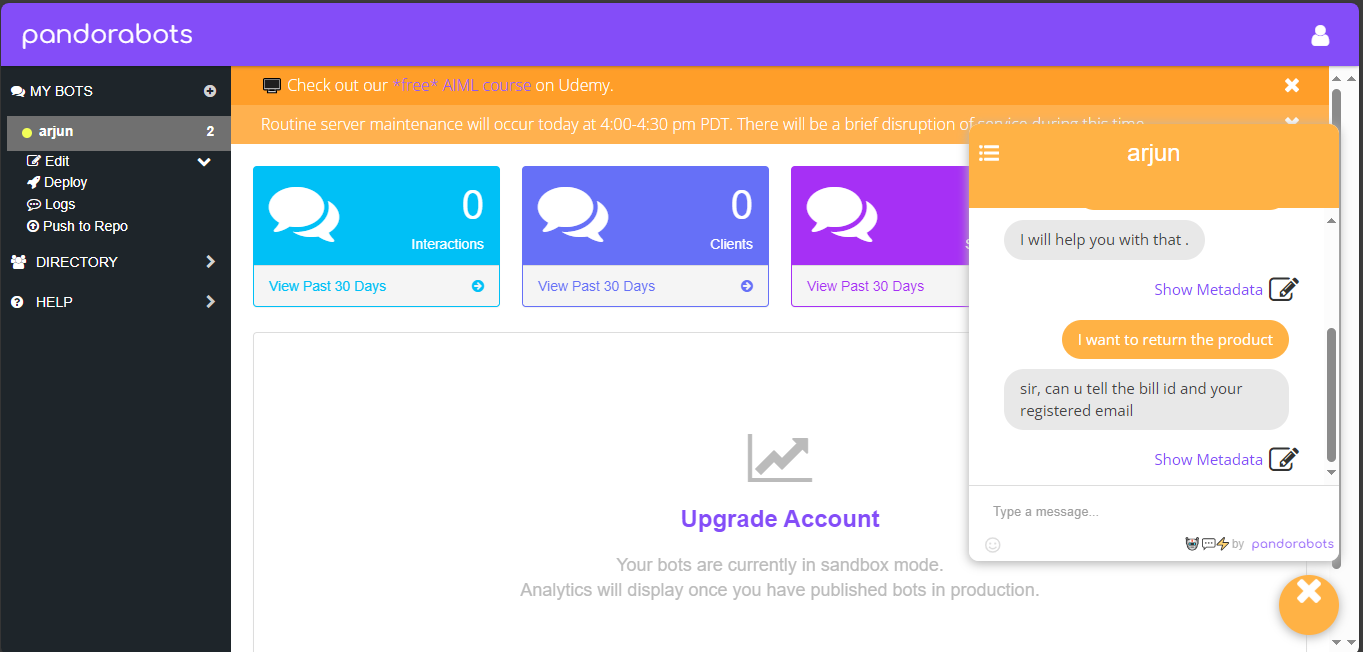 pandorabots
MY BOTS
arjun 2
Edit
Deploy
Logs
Push to Repo
DIRECTORY
HELP
Check out our *free* AIML course on Udemy.
Routine server maintenance will occur today at 4:00-4:30 pm PDT. There will be a brief disruption of service during this time.
0
Interactions
View Past 30 Days
0
Clients
View Past 30 Days
View Past 30 Days
Upgrade Account
Your bots are currently in sandbox mode.
Analytics will display once you have published bots in production.
arjun
I will help you with that .
Show Metadata
I want to return the product
sir, can u tell the bill id and your
registered email
Show Metadata
Type a message...
by pandorabots